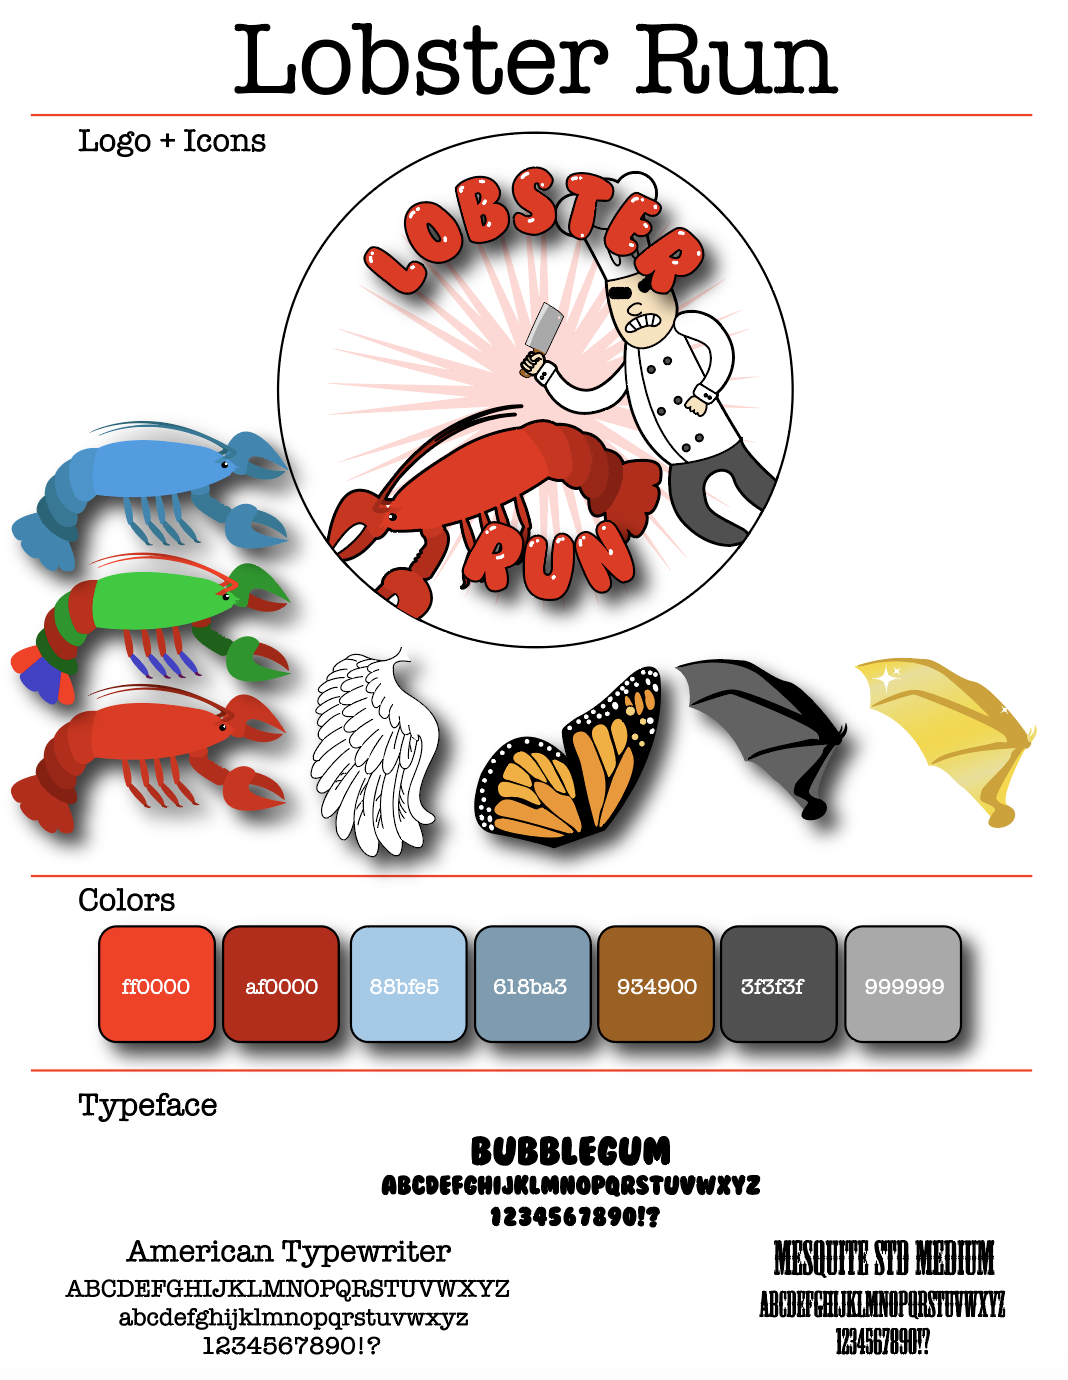 Lobster Run
Logo + Icons
LOBSTER
RUN
Colors
ff0000 af0000 88bfe5 618ba3 934900 3f3f3f 999999
Typeface
BUBBLEGUM
ABCDEFGHIJKLMNOPQRSTUVWXYZ
1234567890!?
American Typewriter
ABCDEFGHIJKLMNOPQRSTUVWXYZ
abcdefghijklmnopqrstuvwxyz
1234567890!?
MESQUITE STD MEDIUM
ABCDEFGHIJKLMNOPQRSTUVWXYZ
1234567890!?